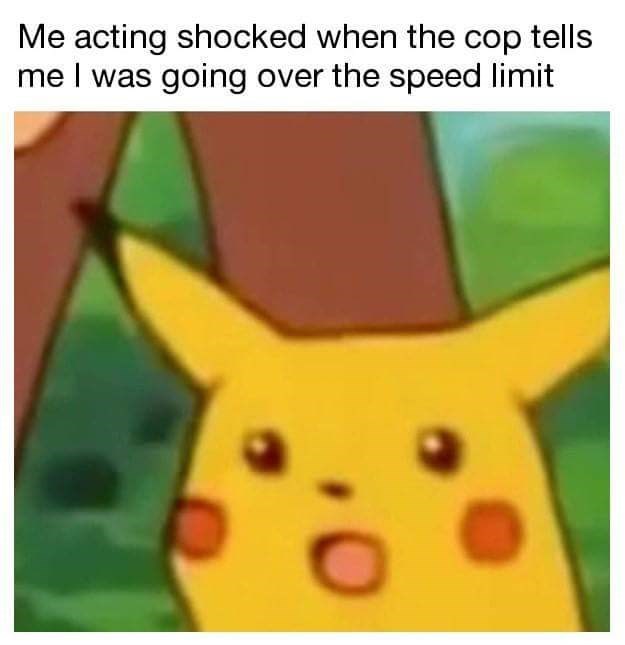 Me acting shocked when the cop tells
me I was going over the speed limit